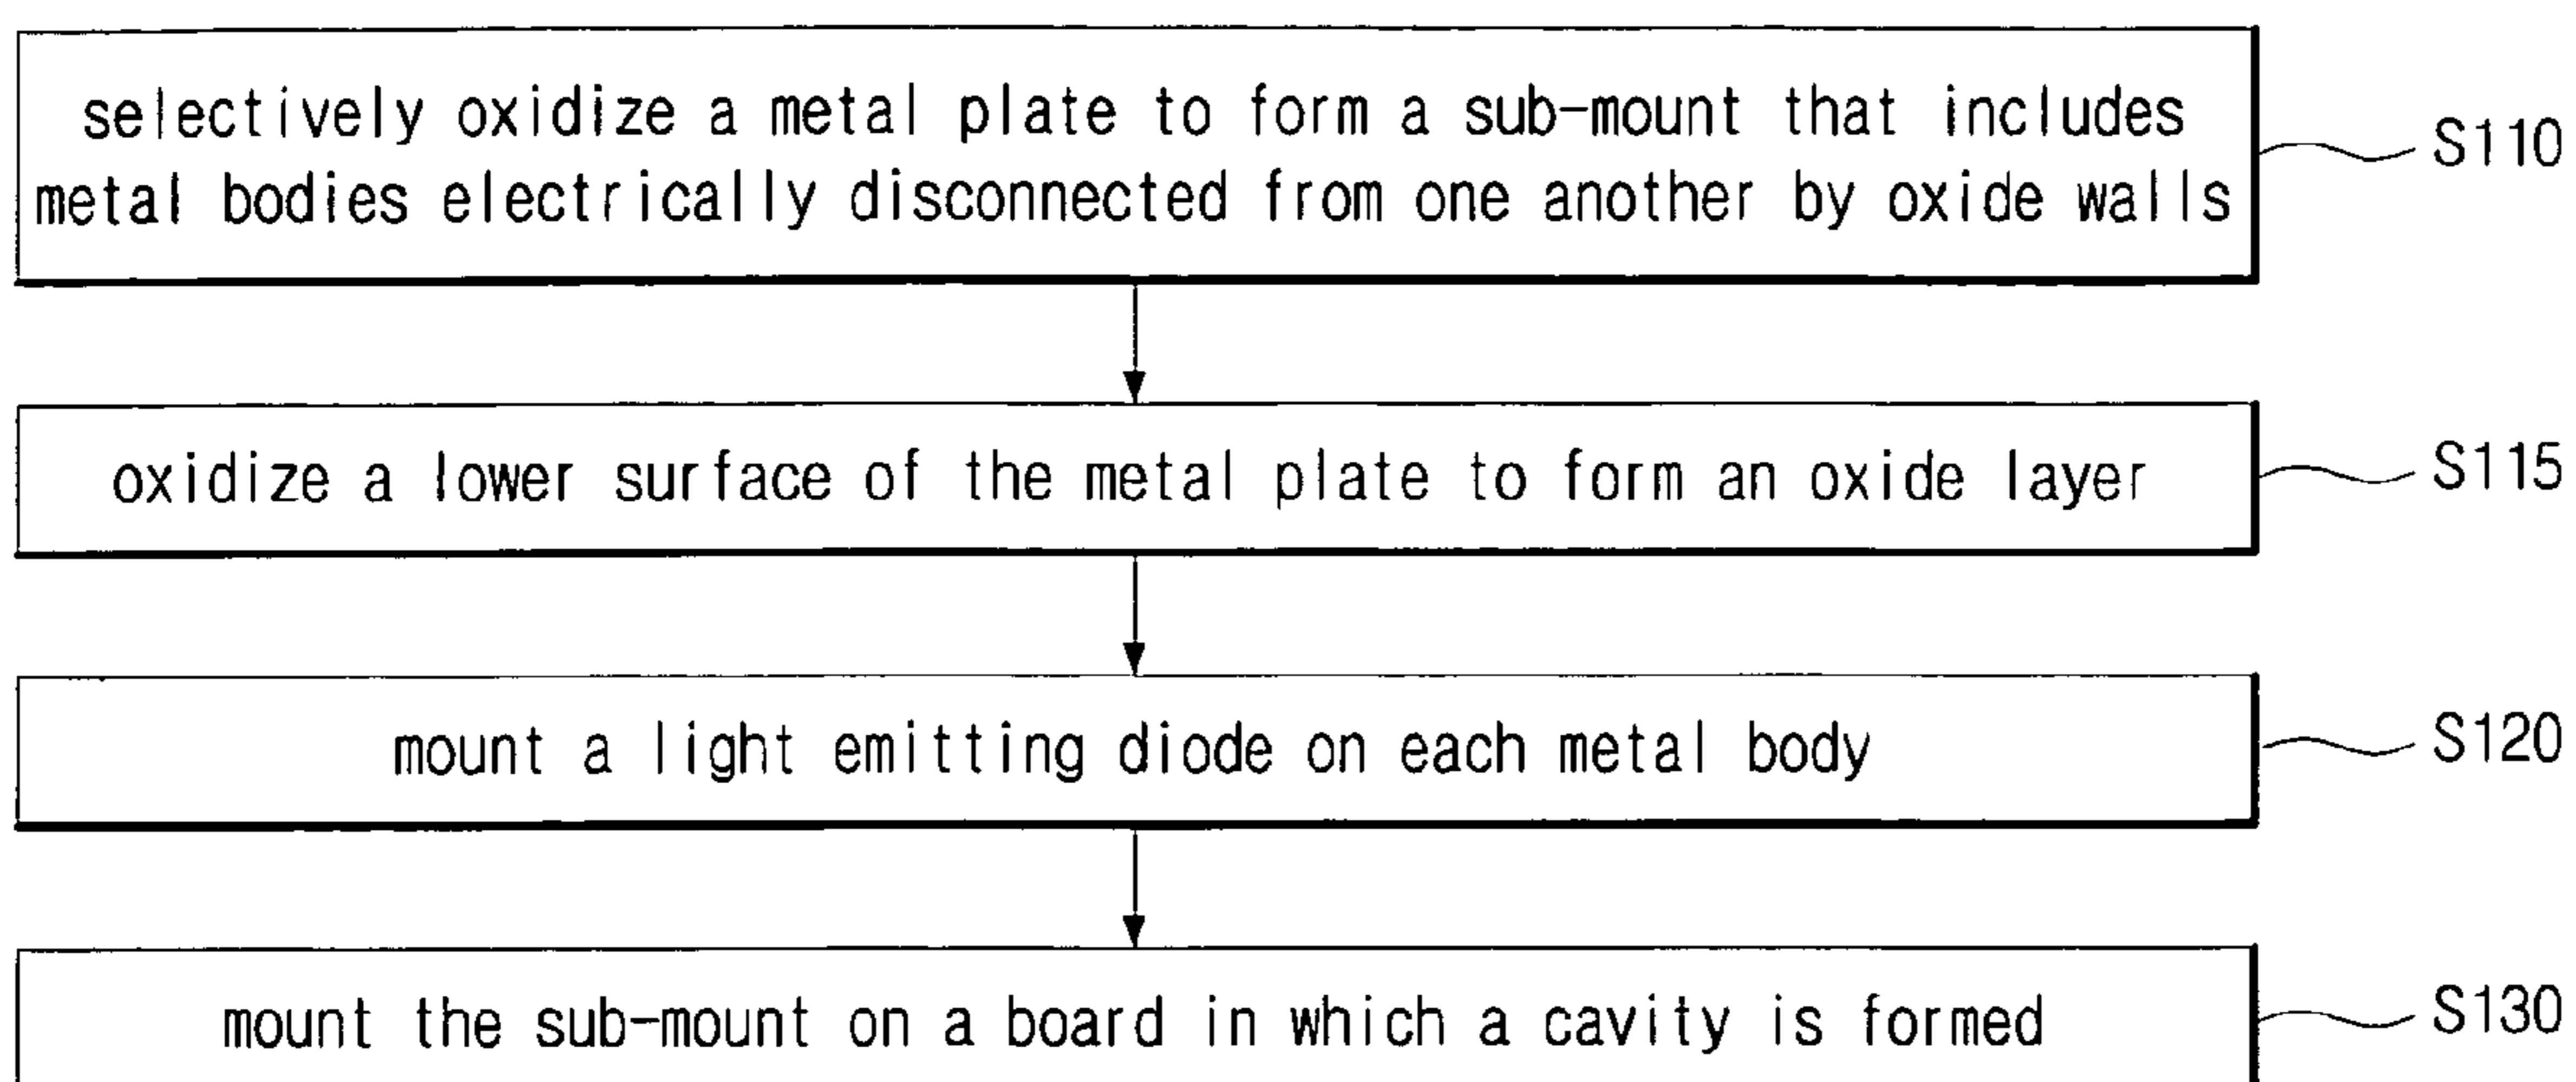 selectively oxidize a metal plate to form a sub-mount that includes
metal bodies electrically disconnected from one another by oxide walls
S110
oxidize a lower surface of the metal plate to form an oxide layer
S115
mount a light emitting diode on each metal body
S120
mount the sub-mount on a board in which a cavity is formed
S130